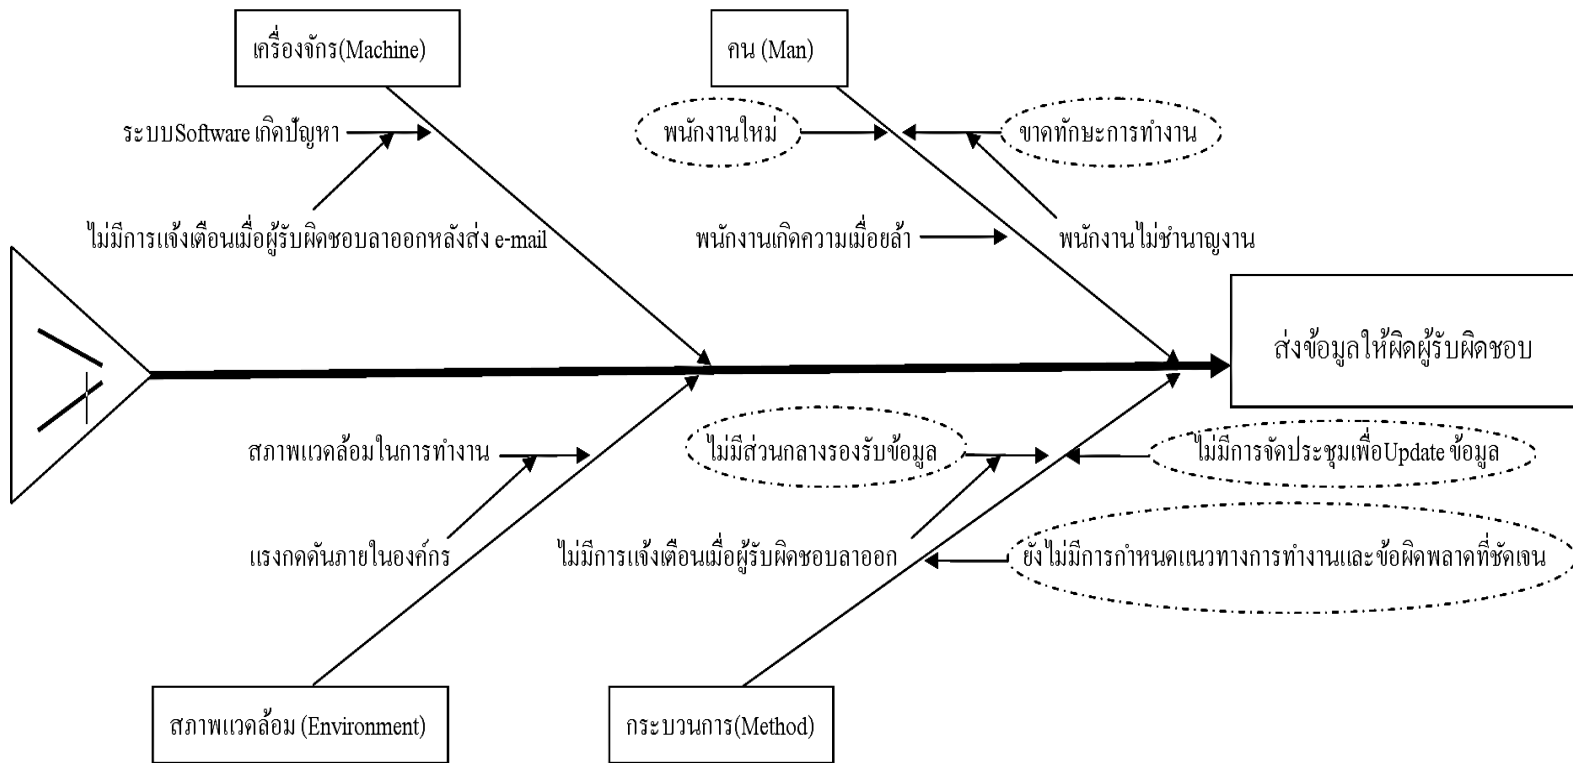 เครื่องจักร(Machine)
คน (Man)
ระบบSoftware เกิดปัญหา
พนักงานใหม่
ขาดทักษะการทำงาน
ไม่มีการแจ้งเตือนเมื่อผู้รับผิดชอบลาออกหลังส่ง e-mail
พนักงานเกิดความเมื่อยล้า
พนักงานไม่ชำนาญงาน
ส่งข้อมูลให้ผิดผู้รับผิดชอบ
สภาพแวดล้อมในการทำงาน
ไม่มีส่วนกลางรองรับข้อมูล
ไม่มีการจัดประชุมเพื่อUpdate ข้อมูล
แรงกดดันภายในองค์กร
ไม่มีการแจ้งเตือนเมื่อผู้รับผิดชอบลาออก
ยังไม่มีการกำหนดแนวทางการทำงานและข้อผิดพลาดที่ชัดเจน
สภาพแวดล้อม (Environment)
กระบวนการ(Method)